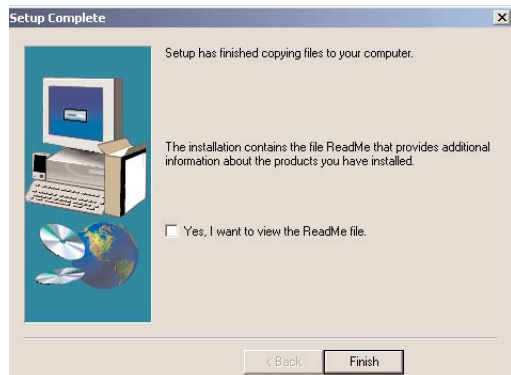 Setup Complete
Setup has finished copying files to your computer.
The installation contains the file ReadMe that provides additional
information about the products you have installed.
Yes, I want to view the ReadMe file.
< Back
Finish